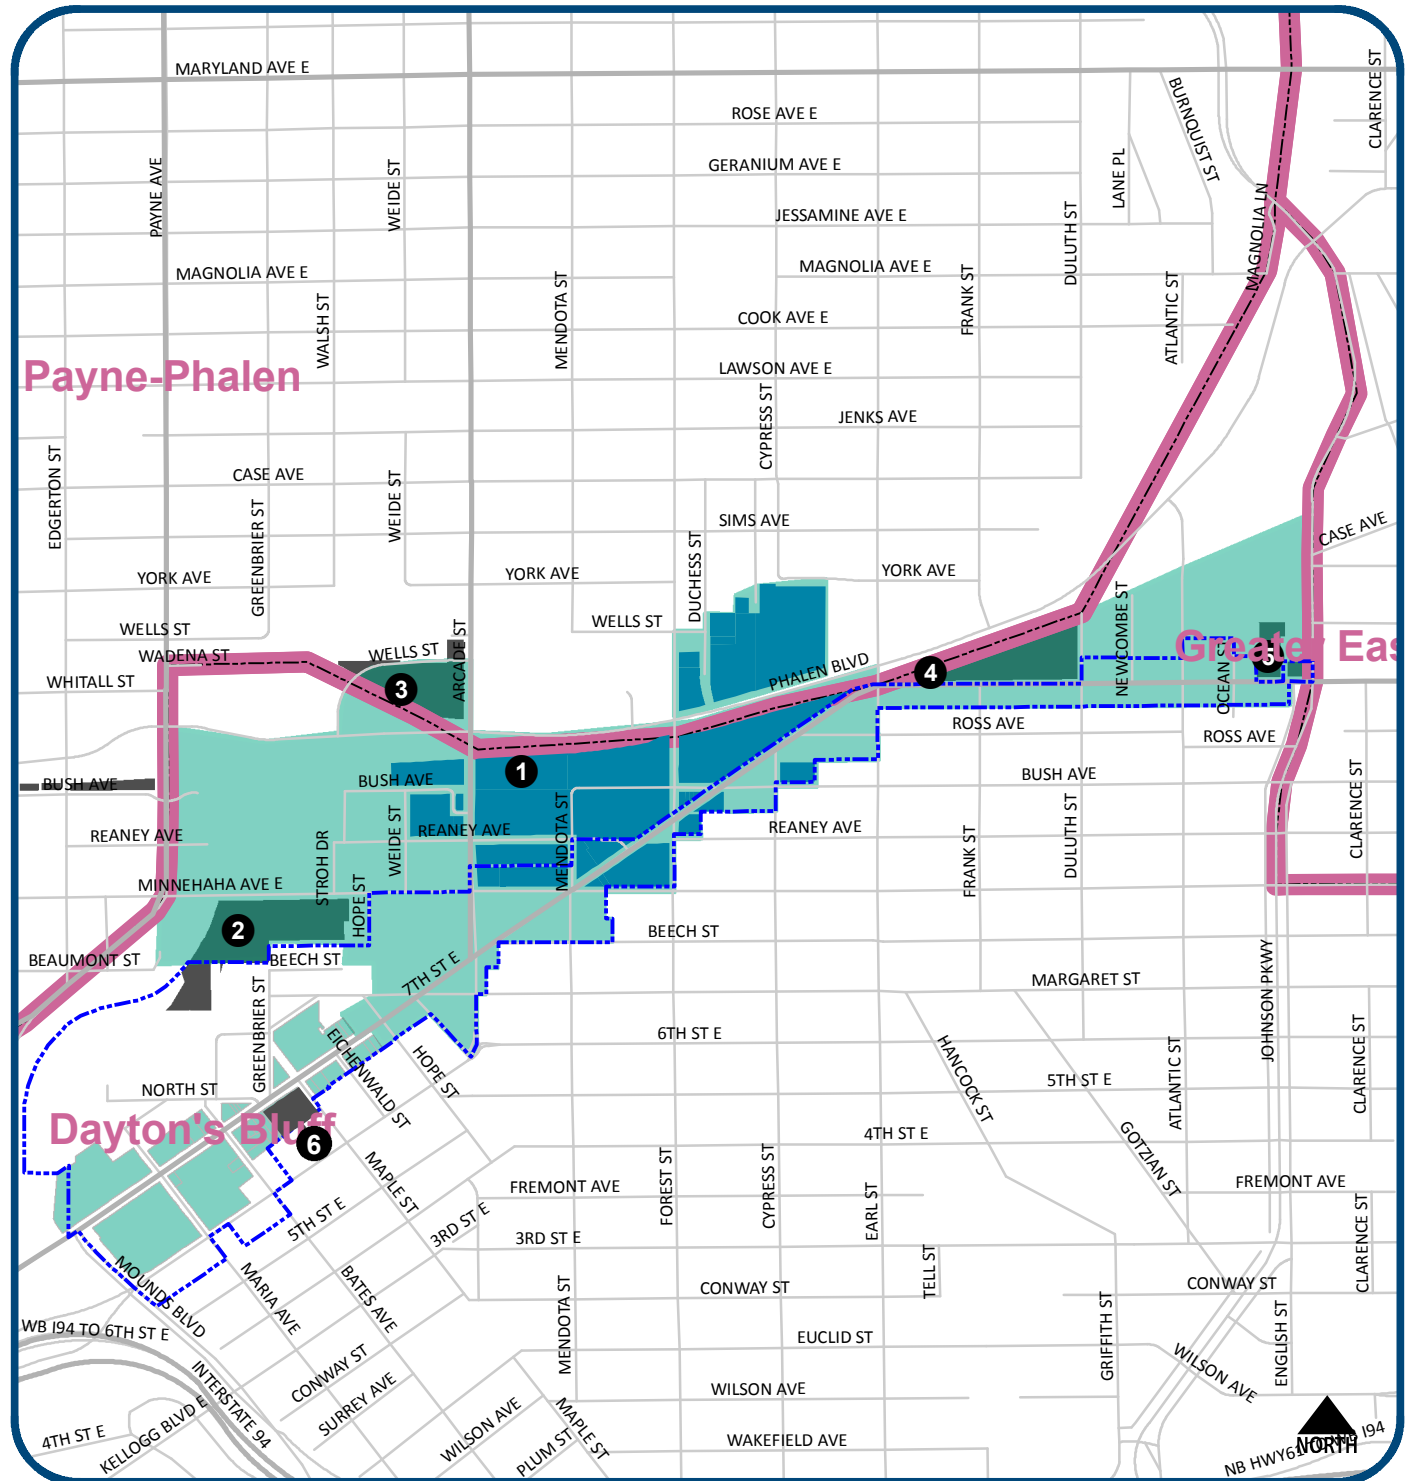 MARYLAND AVE E
CLARENCE ST
BURNQUIST ST
ROSE AVE E
PAYNE AVE
WEIDE ST
GERANIUM AVE E
LANE PL
JESSAMINE AVE E
DULUTH ST
MAGNOLIA LN
MAGNOLIA AVE E
MAGNOLIA AVE E
WALSH ST
MENDOTA ST
FRANK ST
ATLANTIC ST
COOK AVE E
Payne-Phalen
LAWSON AVE E
CYPRESS ST
JENKS AVE
EDGERTON ST
CASE AVE
WEIDE ST
GREENBRIER ST
SIMS AVE
CASE AVE
YORK AVE
YORK AVE
DUCHESS ST
YORK AVE
NEWCOMBE ST
WELLS ST
WELLS ST
WADENA ST
WELLS ST
ARCADE ST
Greater Eas
5
WHITALL ST
3
PHALEN BLVD
4
OCEAN ST
ROSS AVE
ROSS AVE
BUSH AVE
BUSH AVE
1
BUSH AVE
REANEY AVE
STROH DR
WEIDE ST
REANEY AVE
MENDOTA ST
REANEY AVE
FRANK ST
DULUTH ST
CLARENCE ST
MINNEHAHA AVE E
HOPE ST
2
BEECH ST
BEAUMONT ST
BEECH ST
7TH ST E
MARGARET ST
JOHNSON PKWY
GREENBRIER ST
EICHENWALD ST
HOPE ST
6TH ST E
HANCOCK ST
ATLANTIC ST
CLARENCE ST
NORTH ST
5TH ST E
Dayton's Bluff
6
4TH ST E
GOTZIAN ST
MAPLE ST
FREMONT AVE
FOREST ST
CYPRESS ST
EARL ST
FREMONT AVE
5TH ST E
3RD ST E
3RD ST E
CLARENCE ST
MOUNDS BLVD
MARIA AVE
BATES AVE
MENDOTA ST
CONWAY ST
TELL ST
CONWAY ST
GRIFFITH ST
ENGLISH ST
WB I94 TO 6TH ST E
EUCLID ST
CONWAY ST
WILSON AVE
INTERSTATE 94
SURREY AVE
WILSON AVE
4TH ST E
KELLOGG BLVD E
WILSON AVE
MAPLE ST
PLUM ST
WAKEFIELD AVE
NORTH
NB HWY61 I94